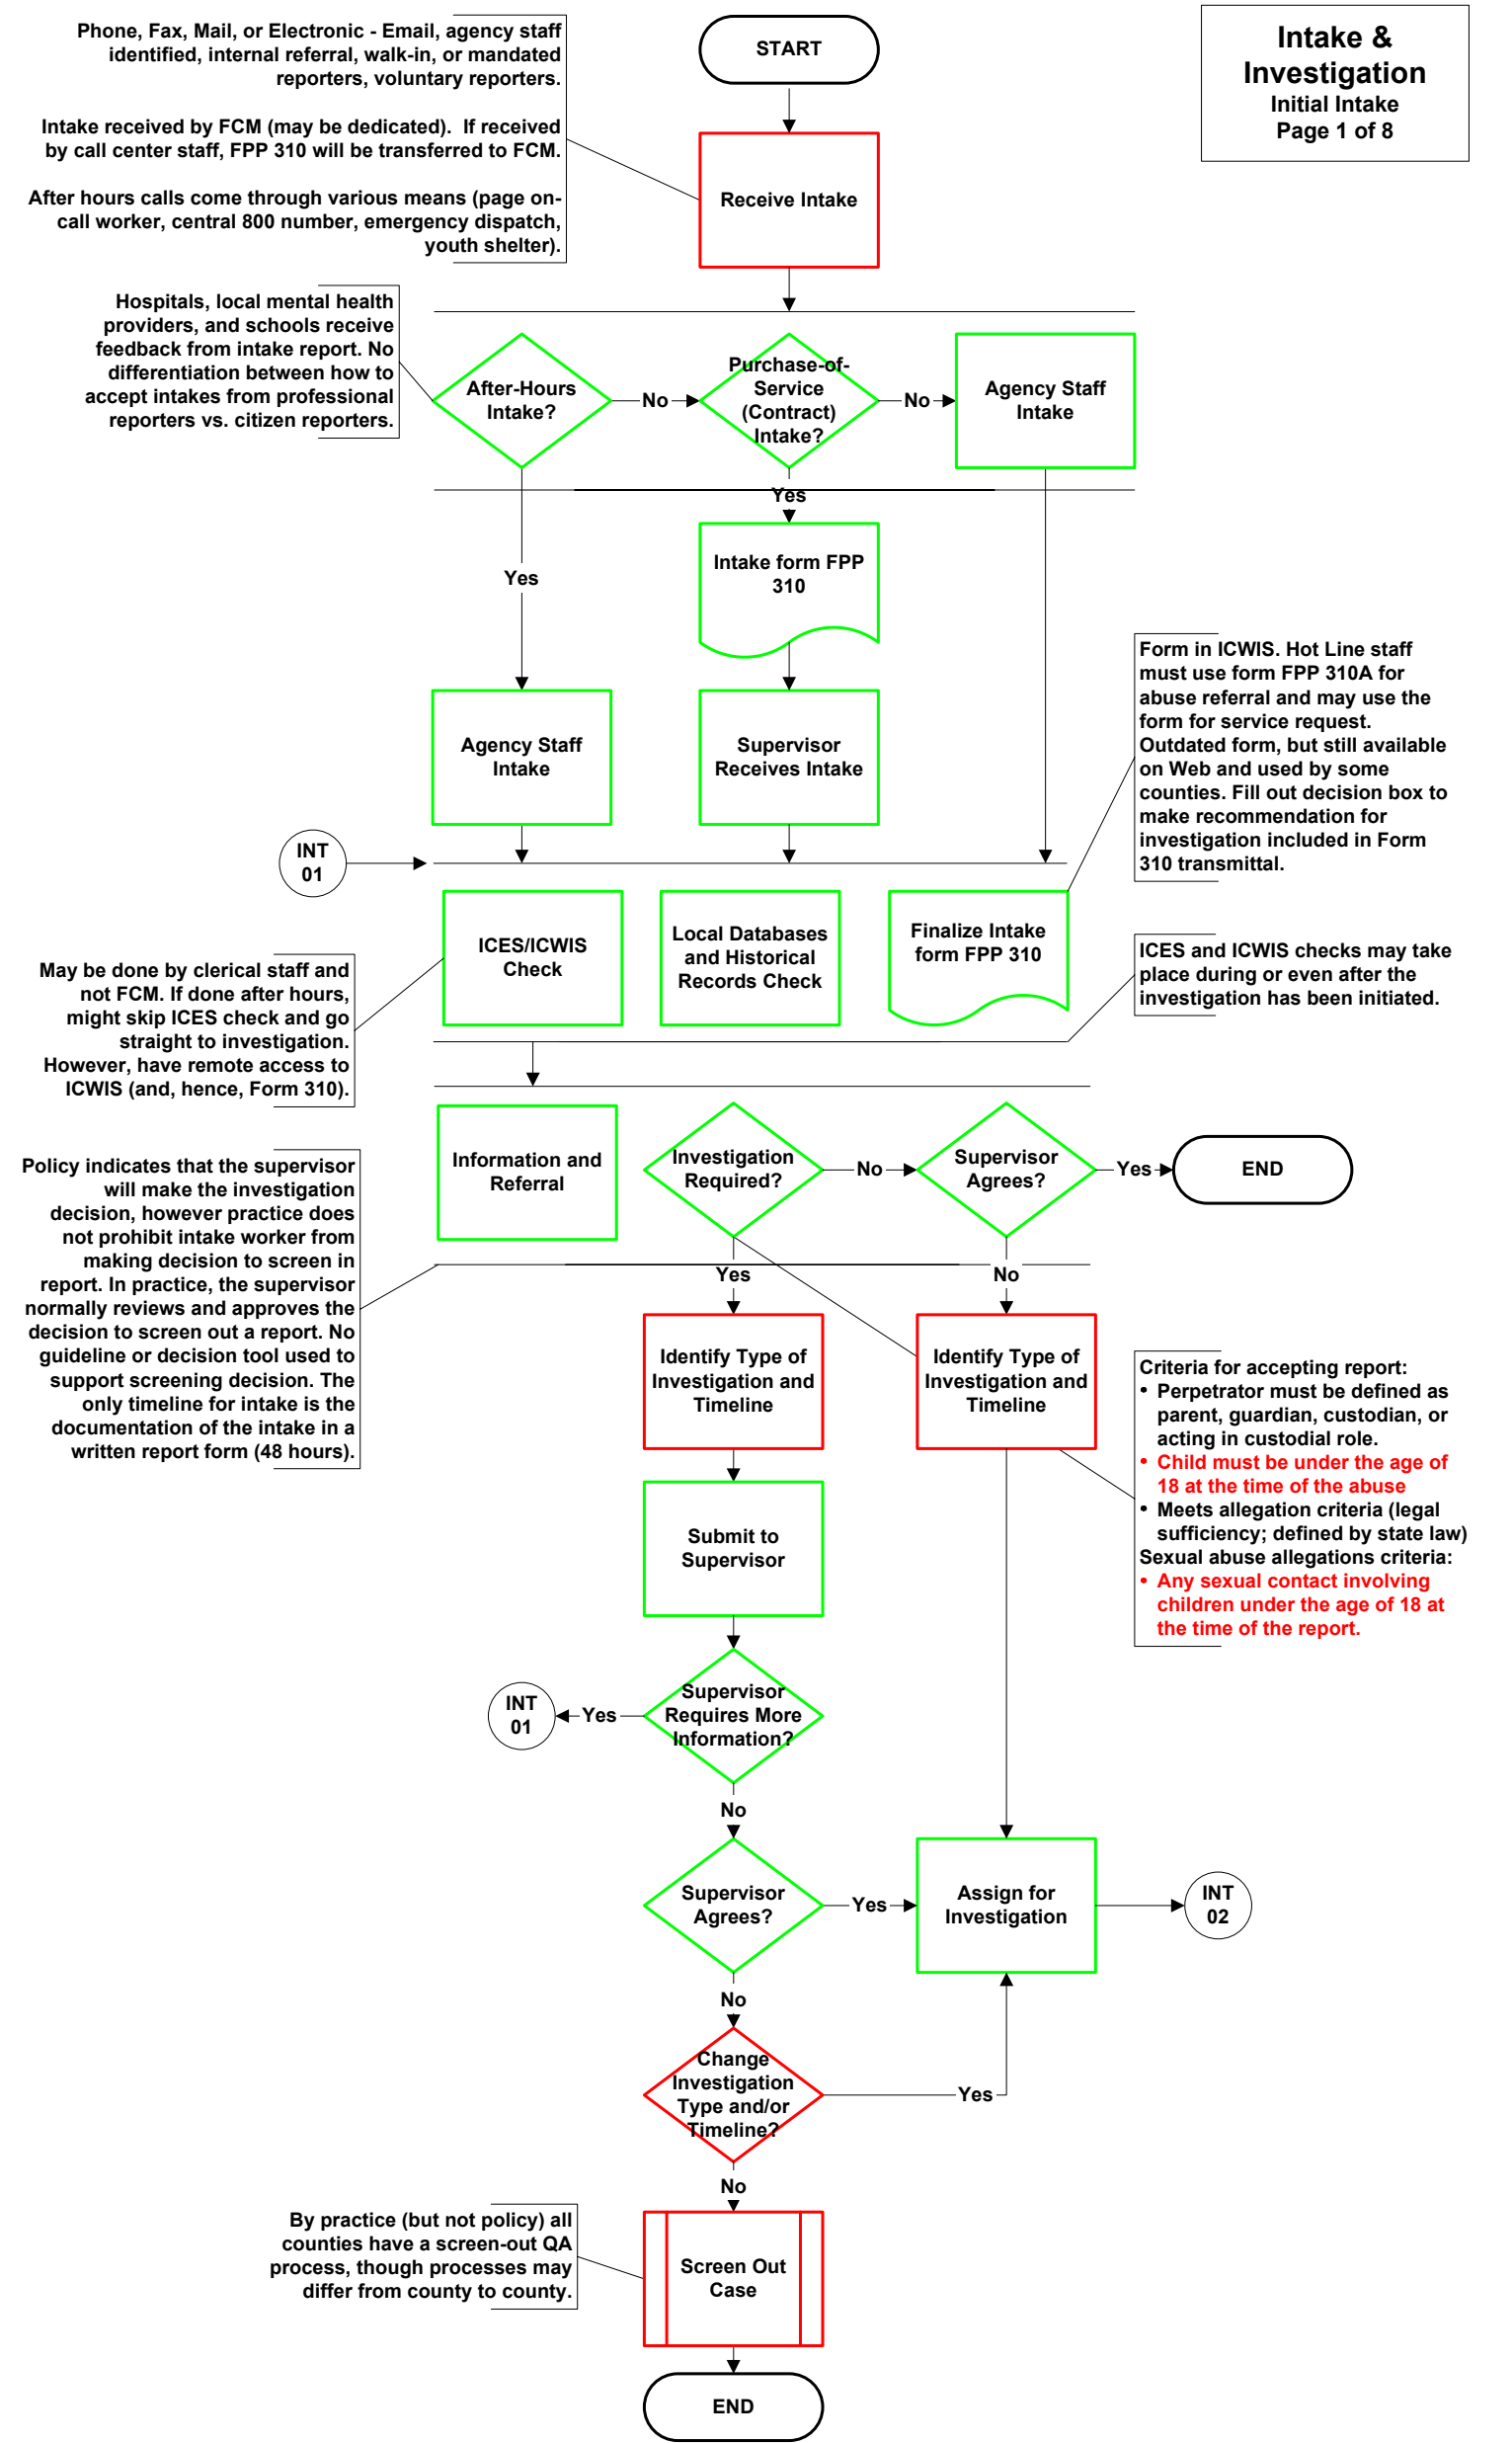 Intake &
Investigation
Initial Intake
Page 1 of 8
Phone, Fax, Mail, or Electronic - Email, agency staff
identified, internal referral, walk-in, or mandated
reporters, voluntary reporters.
Intake received by FCM (may be dedicated). If received
by call center staff, FPP 310 will be transferred to FCM.
After hours calls come through various means (page on-
call worker, central 800 number, emergency dispatch,
youth shelter).
START
Receive Intake
Hospitals, local mental health
providers, and schools receive
feedback from intake report. No
differentiation between how to
accept intakes from professional
reporters vs. citizen reporters.
After-Hours
Intake?
No
Purchase-of-
Service
(Contract)
Intake?
No
Agency Staff
Intake
Yes
Yes
Intake form FPP
310
Agency Staff
Intake
Supervisor
Receives Intake
Form in ICWIS. Hot Line staff
must use form FPP 310A for
abuse referral and may use the
form for service request.
Outdated form, but still available
on Web and used by some
counties. Fill out decision box to
make recommendation for
investigation included in Form
310 transmittal.
INT
01
ICES/ICWIS
Check
Local Databases
and Historical
Records Check
Finalize Intake
form FPP 310
May be done by clerical staff and
not FCM. If done after hours,
might skip ICES check and go
straight to investigation.
However, have remote access to
ICWIS (and, hence, Form 310).
ICES and ICWIS checks may take
place during or even after the
investigation has been initiated.
Information and
Referral
Investigation
Required?
No
Supervisor
Agrees?
Yes
END
Policy indicates that the supervisor
will make the investigation
decision, however practice does
not prohibit intake worker from
making decision to screen in
report. In practice, the supervisor
normally reviews and approves the
decision to screen out a report. No
guideline or decision tool used to
support screening decision. The
only timeline for intake is the
documentation of the intake in a
written report form (48 hours).
Yes
No
Identify Type of
Investigation and
Timeline
Identify Type of
Investigation and
Timeline
Criteria for accepting report:
• Perpetrator must be defined as
parent, guardian, custodian, or
acting in custodial role.
• Child must be under the age of
18 at the time of the abuse
• Meets allegation criteria (legal
sufficiency; defined by state law)
Sexual abuse allegations criteria:
• Any sexual contact involving
children under the age of 18 at
the time of the report.
Submit to
Supervisor
Supervisor
Requires More
Information?
Yes
INT
01
No
Supervisor
Agrees?
Yes
Assign for
Investigation
INT
02
No
Change
Investigation
Type and/or
Timeline?
Yes
No
By practice (but not policy) all
counties have a screen-out QA
process, though processes may
differ from county to county.
Screen Out
Case
END